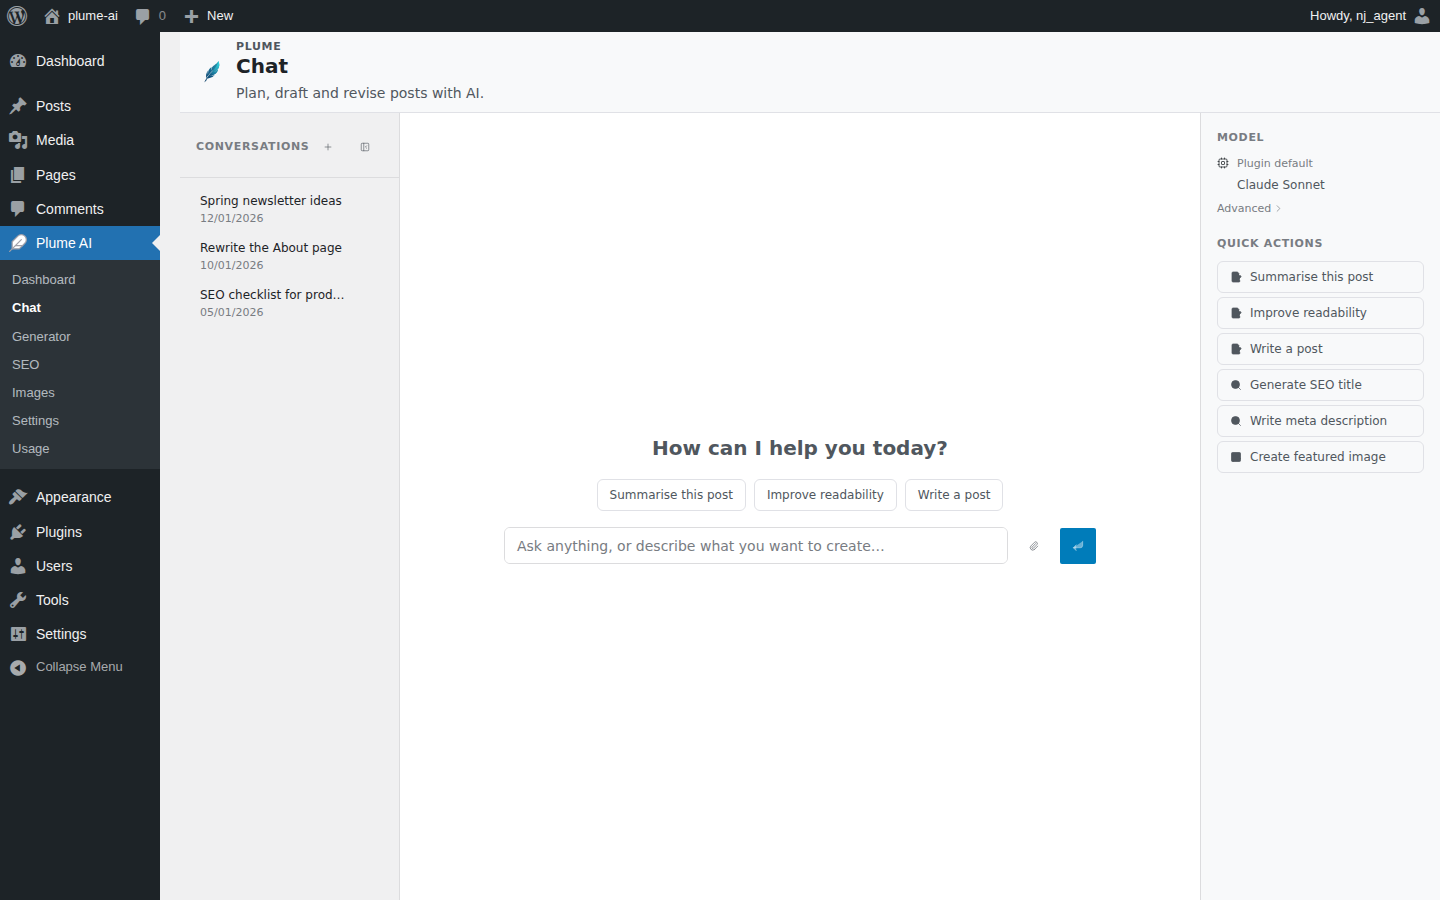 plume-ai
0
New
Howdy, nj_agent
Dashboard
Posts
Media
Pages
Comments
Plume AI
Dashboard
Chat
Generator
SEO
Images
Settings
Usage
Appearance
Plugins
Users
Tools
Settings
Collapse Menu
PLUME
Chat
Plan, draft and revise posts with AI.
CONVERSATIONS
Spring newsletter ideas
12/01/2026
Rewrite the About page
10/01/2026
SEO checklist for prod…
05/01/2026
How can I help you today?
Summarise this post
Improve readability
Write a post
Ask anything, or describe what you want to create…
MODEL
Plugin default
Claude Sonnet
Advanced
QUICK ACTIONS
Summarise this post
Improve readability
Write a post
Generate SEO title
Write meta description
Create featured image